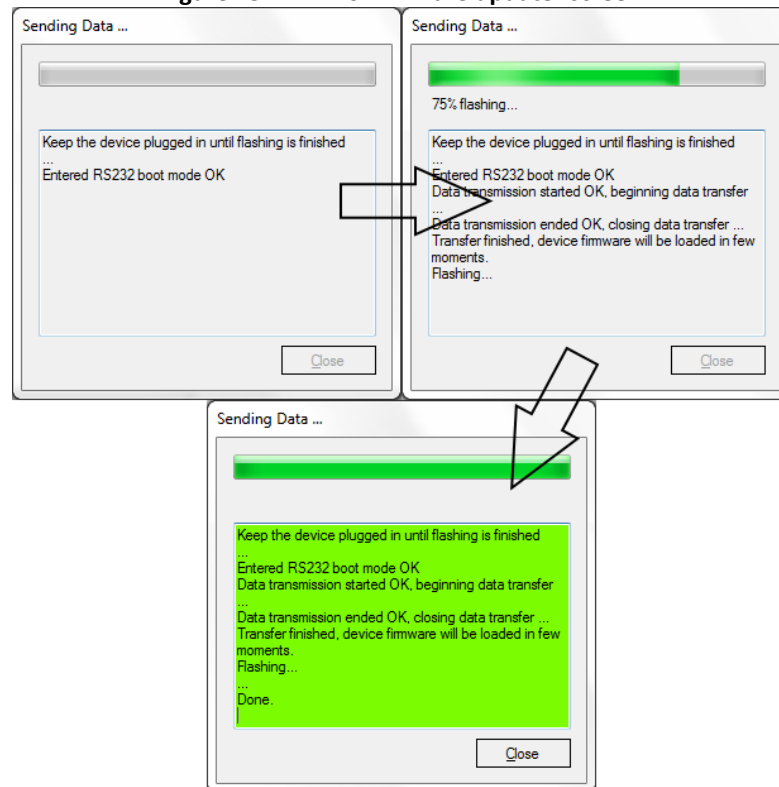 Sending Data ...
Keep the device plugged in until flashing is finished
...
Entered RS232 boot mode OK
Close
Sending Data ...
75% flashing...
Keep the device plugged in until flashing is finished
...
Entered RS232 boot mode OK
Data transmission started OK, beginning data transfer
...
Data transmission ended OK, closing data transfer ...
Transfer finished, device firmware will be loaded in few
moments.
Flashing...
Close
Sending Data ...
Keep the device plugged in until flashing is finished
...
Entered RS232 boot mode OK
Data transmission started OK, beginning data transfer
...
Data transmission ended OK, closing data transfer ...
Transfer finished, device firmware will be loaded in few
moments.
Flashing...
...
Done.
Close